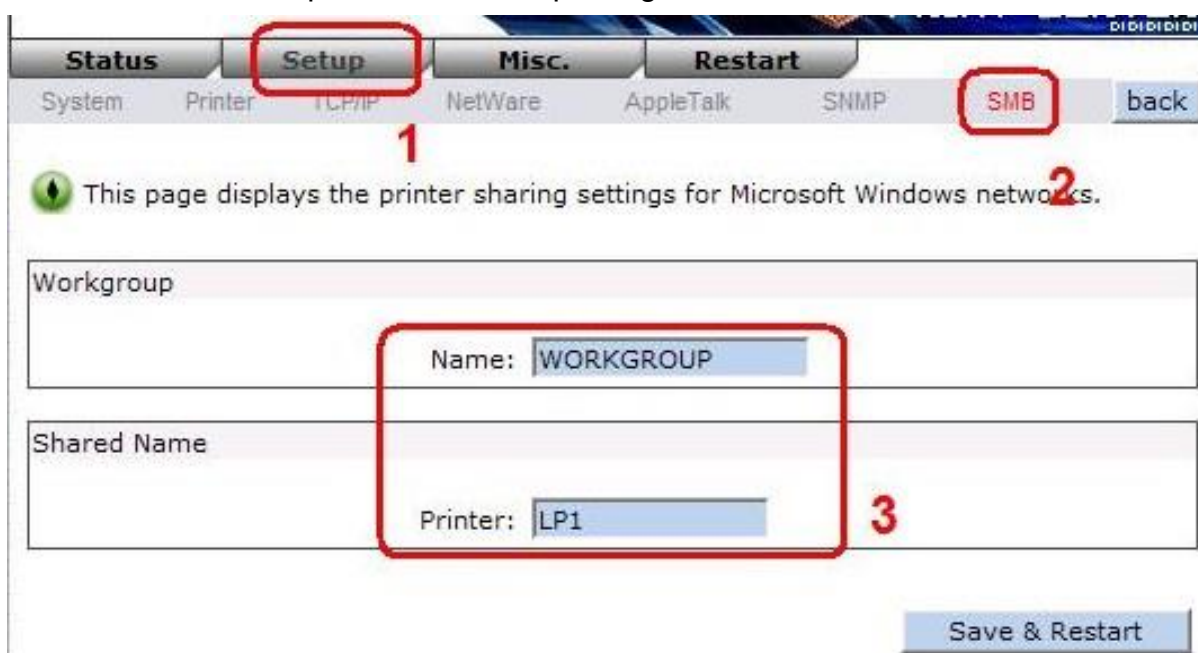 Status Setup Misc. Restart
System Printer TCP/IP NetWare AppleTalk SNMP SMB back
1
2
This page displays the printer sharing settings for Microsoft Windows networks.
Workgroup
Name: WORKGROUP
Shared Name
Printer: LP1
3
Save & Restart